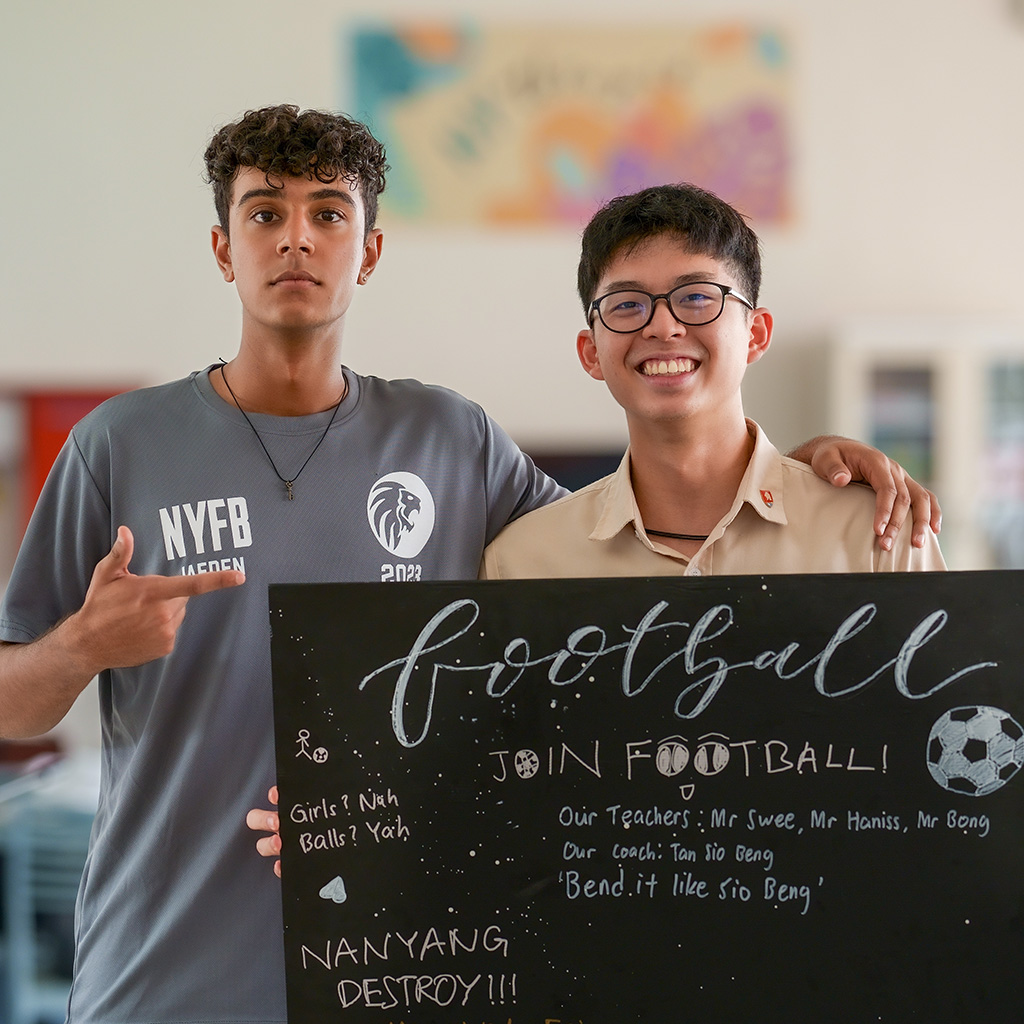 NYFB
JAEDEN
2023
football
JOIN FOOTBALL!
Girls? Nah
Balls? Yah
Our Teachers: Mr Swee, Mr Haniss, Mr Bong
Our coach: Tan Sio Beng
'Bend it like Sio Beng'
NANYANG
DESTROY!!!